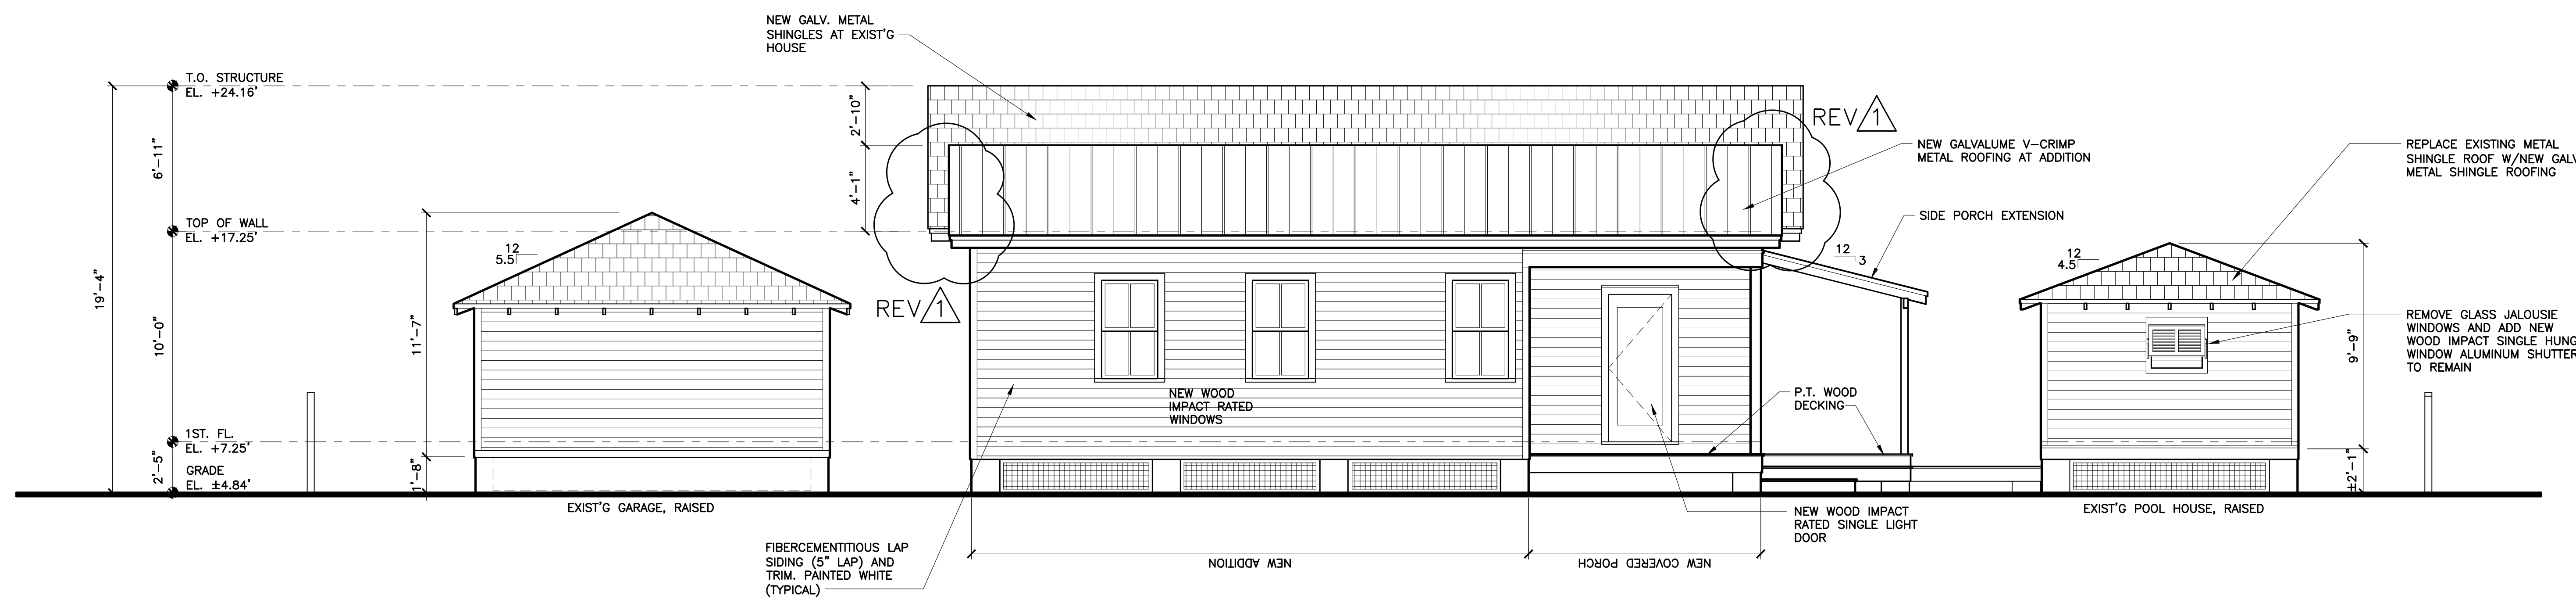 NEW GALV. METAL
SHINGLES AT EXIST'G
HOUSE
T.O. STRUCTURE
EL. +24.16'
6'-11"
TOP OF WALL
EL. +17.25'
19'-4"
10'-0"
1ST. FL.
EL. +7.25'
2'-5"
GRADE
EL. ±4.84'
12
5.5
11'-7"
1'-8"
EXIST'G GARAGE, RAISED
2'-10"
4'-1"
REV 1
REV 1
NEW GALVALUME V-CRIMP
METAL ROOFING AT ADDITION
SIDE PORCH EXTENSION
12
3
NEW WOOD
IMPACT RATED
WINDOWS
P.T. WOOD
DECKING
NEW WOOD IMPACT
RATED SINGLE LIGHT
DOOR
FIBERCEMENTITIOUS LAP
SIDING (5" LAP) AND
TRIM. PAINTED WHITE
(TYPICAL)
NEW ADDITION
NEW COVERED PORCH
12
4.5
REPLACE EXISTING METAL
SHINGLE ROOF W/NEW GALV
METAL SHINGLE ROOFING
REMOVE GLASS JALOUSIE
WINDOWS AND ADD NEW
WOOD IMPACT SINGLE HUNG
WINDOW ALUMINUM SHUTTER
TO REMAIN
9'-9"
±2'-1"
EXIST'G POOL HOUSE, RAISED